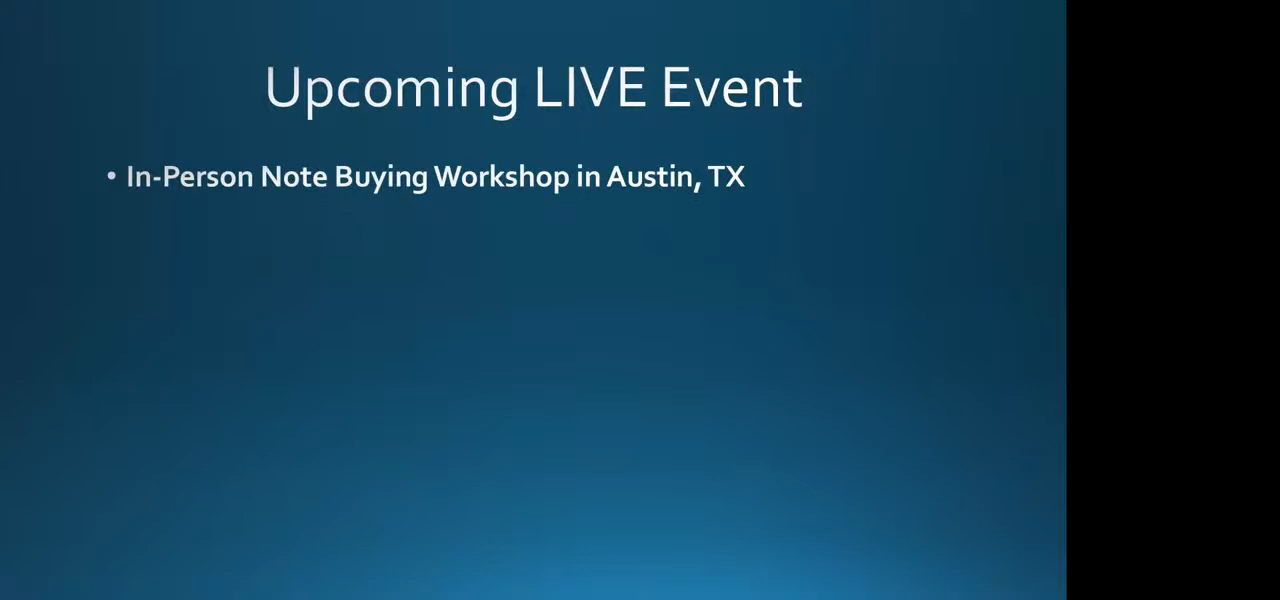 Upcoming LIVE Event
• In-Person Note Buying Workshop in Austin, TX